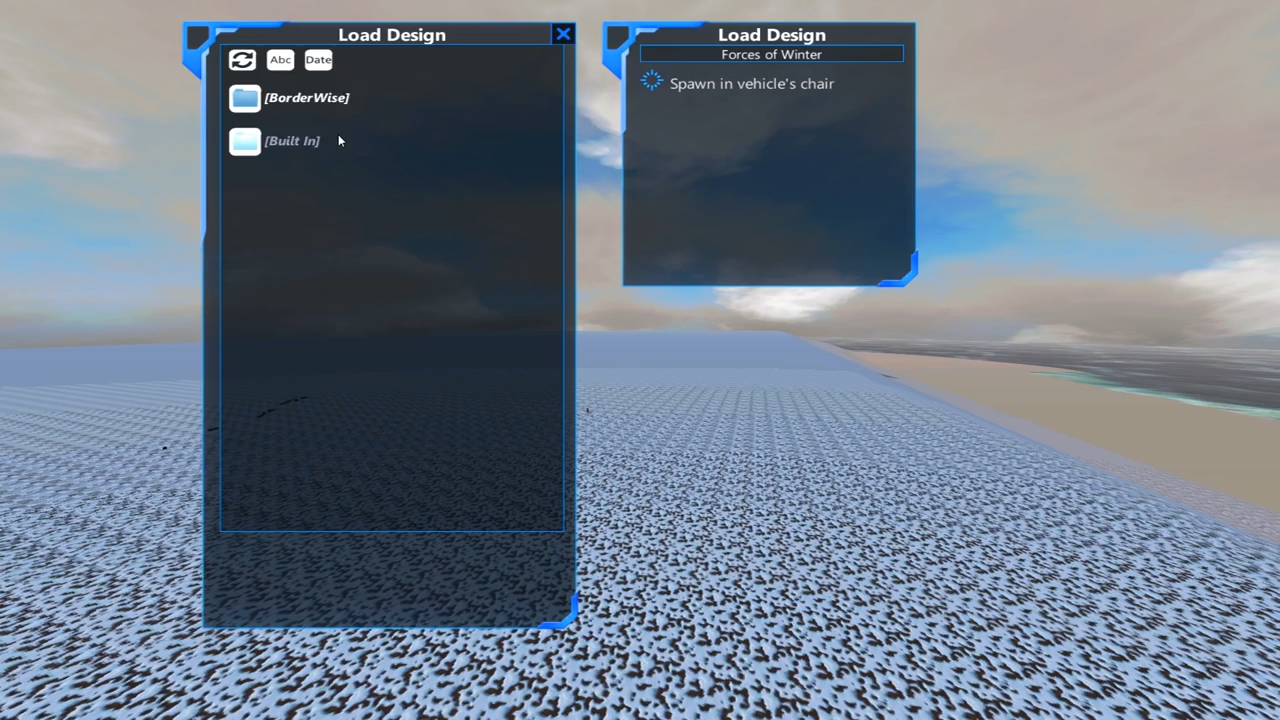 Load Design
Abc Date
[BorderWise]
[Built In]
Load Design
Forces of Winter
Spawn in vehicle's chair